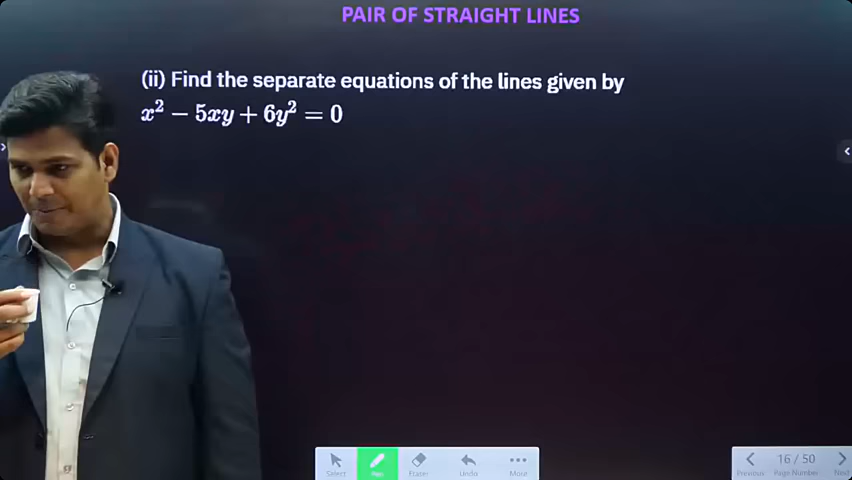 PAIR OF STRAIGHT LINES
(ii) Find the separate equations of the lines given by
x² − 5xy + 6y² = 0
Select
Pen
Eraser
Undo
More
16 / 50
Previous
Page Number
Next